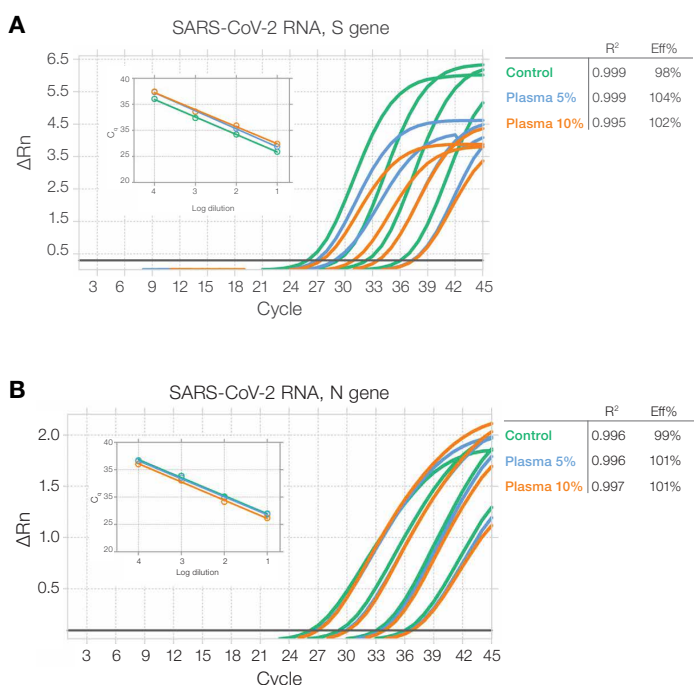 A
SARS-CoV-2 RNA, S gene
R² Eff%
Control 0.999 98%
Plasma 5% 0.999 104%
Plasma 10% 0.995 102%
ΔRn
6.5
5.5
4.5
3.5
2.5
1.5
0.5
Cq
40
35
30
25
20
4 3 2 1
Log dilution
3 6 9 12 15 18 21 24 27 30 33 36 39 42 45
Cycle
B
SARS-CoV-2 RNA, N gene
R² Eff%
Control 0.996 99%
Plasma 5% 0.996 101%
Plasma 10% 0.997 101%
ΔRn
2.0
1.5
1.0
0.5
Cq
40
35
30
25
20
4 3 2 1
Log dilution
3 6 9 12 15 18 21 24 27 30 33 36 39 42 45
Cycle